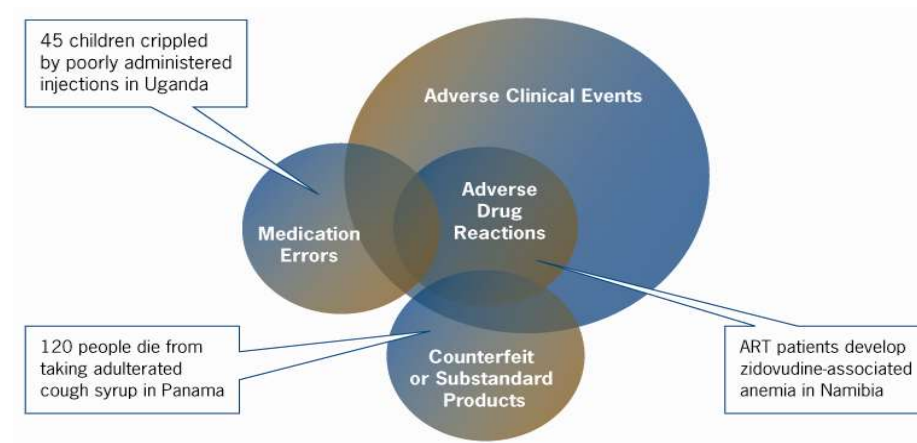 45 children crippled
by poorly administered
injections in Uganda
Adverse Clinical Events
Adverse
Drug
Reactions
Medication
Errors
120 people die from
taking adulterated
cough syrup in Panama
Counterfeit
or Substandard
Products
ART patients develop
zidovudine-associated
anemia in Namibia